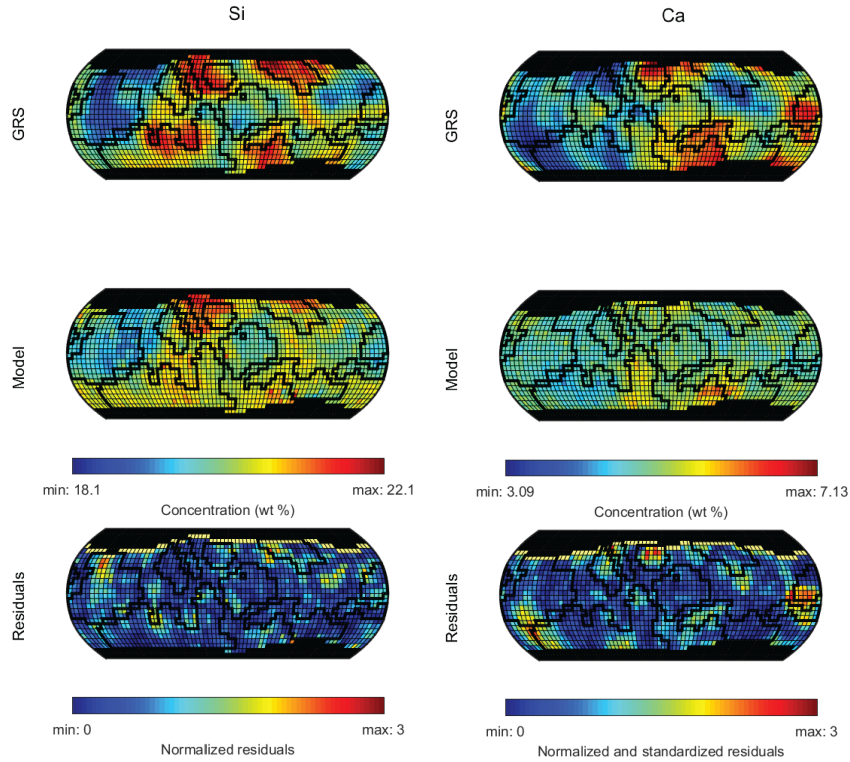 Si
Ca
GRS
GRS
Model
Model
min: 18.1
max: 22.1
min: 3.09
max: 7.13
Concentration (wt %)
Concentration (wt %)
Residuals
Residuals
min: 0
max: 3
min: 0
max: 3
Normalized residuals
Normalized and standardized residuals